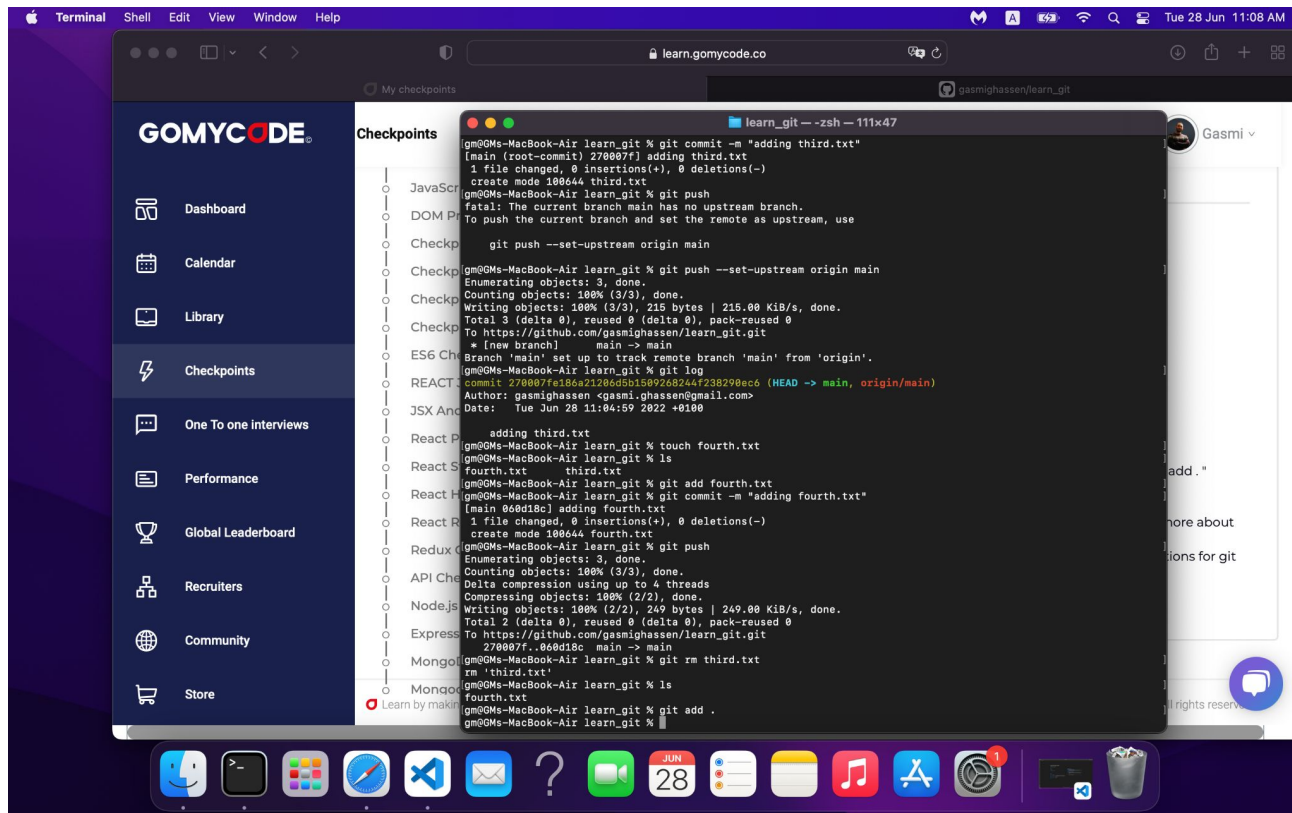 Terminal Shell Edit View Window Help
A
Tue 28 Jun 11:08 AM
learn.gomycode.co
My checkpoints
gasmighassen/learn_git
GOMYCODE
Dashboard
Calendar
Library
Checkpoints
One To one interviews
Performance
Global Leaderboard
Recruiters
Community
Store
Checkpoints
Gasmi
JavaScr
DOM Pr
Checkp
Checkp
Checkp
Checkp
ES6 Che
REACT J
JSX And
React P
React S
React H
React R
Redux C
API Che
Node.js
Express
MongoD
Mongoo
Learn by makin
add . "
more about
tions for git
ll rights reserv
learn_git — -zsh — 111×47
[gm@GMs-MacBook-Air learn_git % git commit -m "adding third.txt" ]
[main (root-commit) 270007f] adding third.txt
1 file changed, 0 insertions(+), 0 deletions(-)
create mode 100644 third.txt
[gm@GMs-MacBook-Air learn_git % git push ]
fatal: The current branch main has no upstream branch.
To push the current branch and set the remote as upstream, use
git push --set-upstream origin main
[gm@GMs-MacBook-Air learn_git % git push --set-upstream origin main ]
Enumerating objects: 3, done.
Counting objects: 100% (3/3), done.
Writing objects: 100% (3/3), 215 bytes | 215.00 KiB/s, done.
Total 3 (delta 0), reused 0 (delta 0), pack-reused 0
To https://github.com/gasmighassen/learn_git.git
* [new branch] main -> main
Branch 'main' set up to track remote branch 'main' from 'origin'.
[gm@GMs-MacBook-Air learn_git % git log ]
commit 270007fe186a21206d5b1509268244f238290ec6 (HEAD -> main, origin/main)
Author: gasmighassen <gasmi.ghassen@gmail.com>
Date: Tue Jun 28 11:04:59 2022 +0100
adding third.txt
[gm@GMs-MacBook-Air learn_git % touch fourth.txt ]
[gm@GMs-MacBook-Air learn_git % ls ]
fourth.txt third.txt
[gm@GMs-MacBook-Air learn_git % git add fourth.txt ]
[gm@GMs-MacBook-Air learn_git % git commit -m "adding fourth.txt" ]
[main 060d18c] adding fourth.txt
1 file changed, 0 insertions(+), 0 deletions(-)
create mode 100644 fourth.txt
[gm@GMs-MacBook-Air learn_git % git push ]
Enumerating objects: 3, done.
Counting objects: 100% (3/3), done.
Delta compression using up to 4 threads
Compressing objects: 100% (2/2), done.
Writing objects: 100% (2/2), 249 bytes | 249.00 KiB/s, done.
Total 2 (delta 0), reused 0 (delta 0), pack-reused 0
To https://github.com/gasmighassen/learn_git.git
270007f..060d18c main -> main
[gm@GMs-MacBook-Air learn_git % git rm third.txt ]
rm 'third.txt'
[gm@GMs-MacBook-Air learn_git % ls ]
fourth.txt
[gm@GMs-MacBook-Air learn_git % git add . ]
gm@GMs-MacBook-Air learn_git %
JUN
28
1